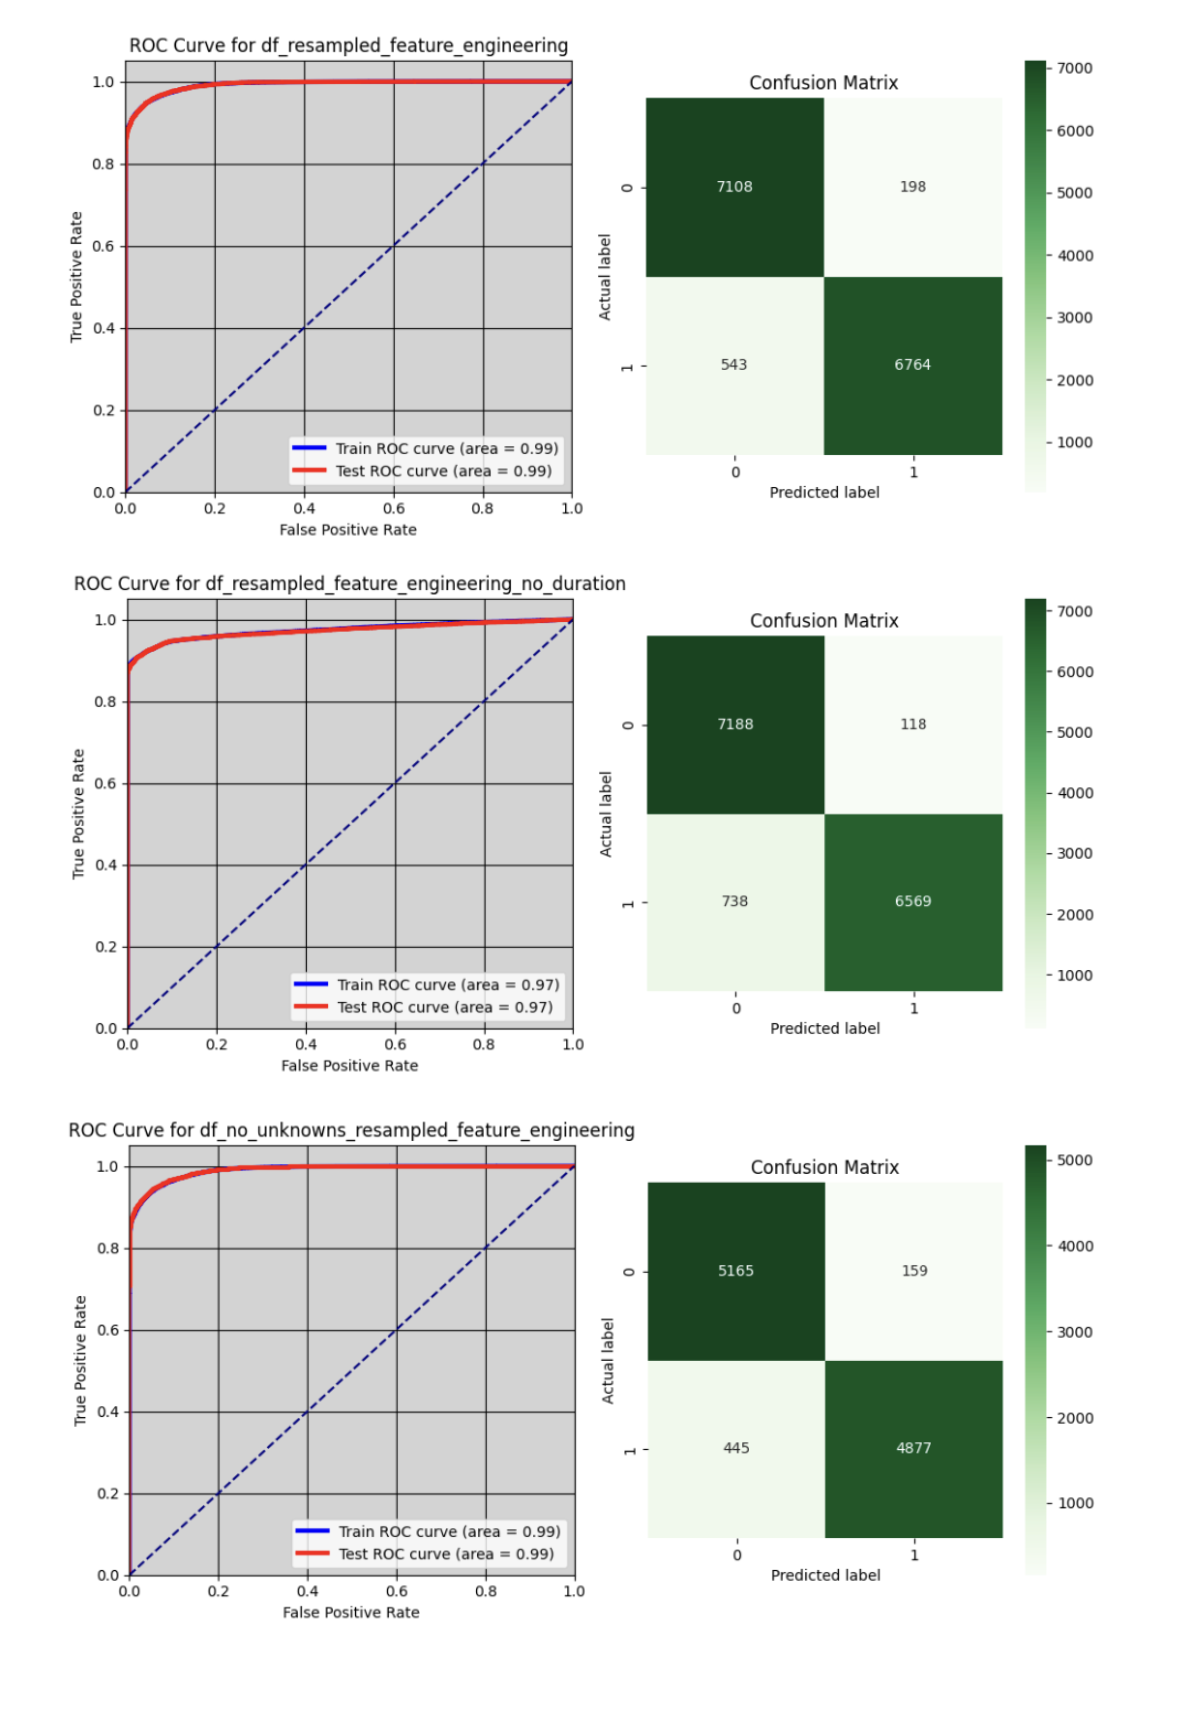 ROC Curve for df_resampled_feature_engineering
1.0
0.8
0.6
0.4
0.2
0.0
True Positive Rate
0.0 0.2 0.4 0.6 0.8 1.0
False Positive Rate
Train ROC curve (area = 0.99)
Test ROC curve (area = 0.99)
Confusion Matrix
Actual label
0
7108 198
1
543 6764
0 1
Predicted label
7000
6000
5000
4000
3000
2000
1000
ROC Curve for df_resampled_feature_engineering_no_duration
1.0
0.8
0.6
0.4
0.2
0.0
True Positive Rate
0.0 0.2 0.4 0.6 0.8 1.0
False Positive Rate
Train ROC curve (area = 0.97)
Test ROC curve (area = 0.97)
Confusion Matrix
Actual label
0
7188 118
1
738 6569
0 1
Predicted label
7000
6000
5000
4000
3000
2000
1000
ROC Curve for df_no_unknowns_resampled_feature_engineering
1.0
0.8
0.6
0.4
0.2
0.0
True Positive Rate
0.0 0.2 0.4 0.6 0.8 1.0
False Positive Rate
Train ROC curve (area = 0.99)
Test ROC curve (area = 0.99)
Confusion Matrix
Actual label
0
5165 159
1
445 4877
0 1
Predicted label
5000
4000
3000
2000
1000